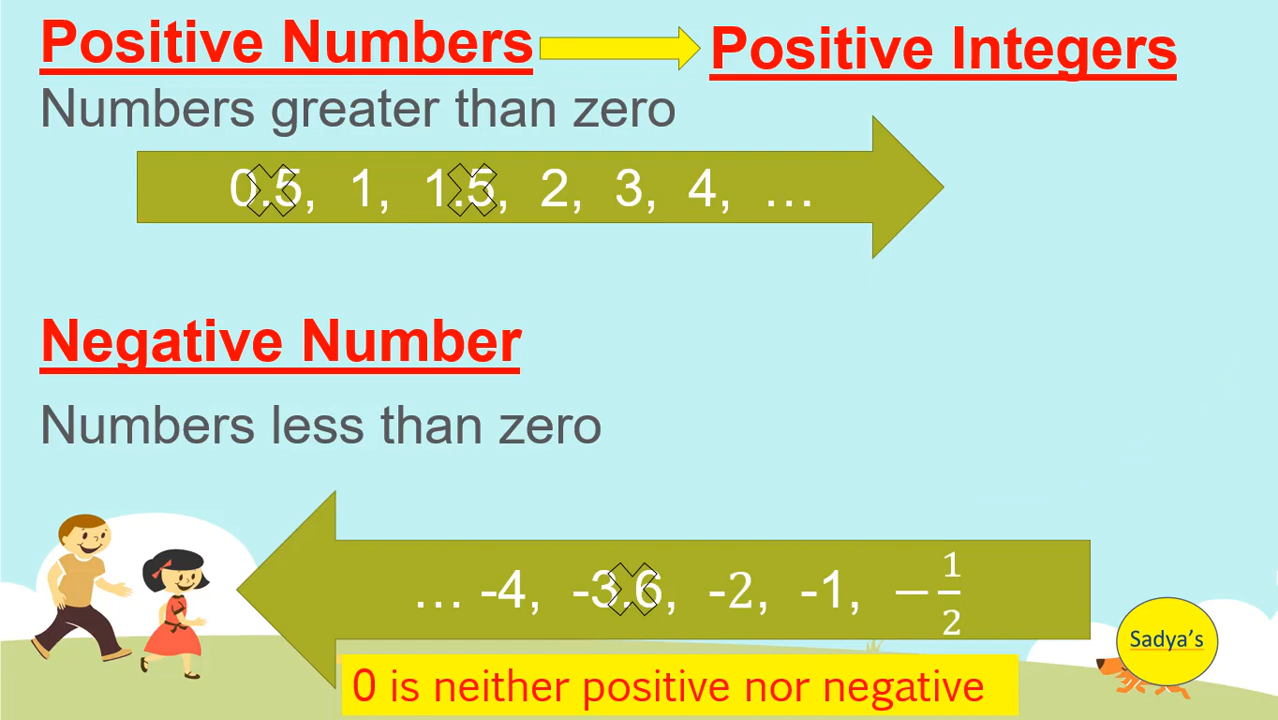 Positive Numbers Positive Integers
Numbers greater than zero
0.5, 1, 1.5, 2, 3, 4, …
Negative Number
Numbers less than zero
… -4, -3.6, -2, -1, −1/2
Sadya's
0 is neither positive nor negative